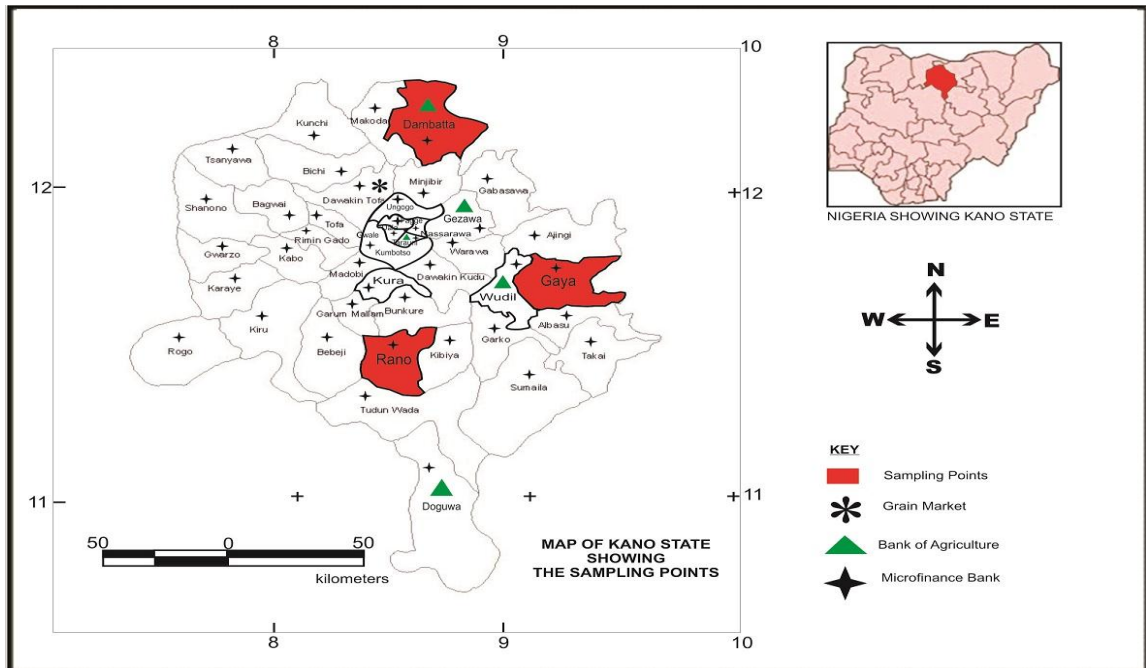 8
9
10
Makoda
Dambatta
Kunchi
Tsanyawa
Bichi
Minjibir
Gabasawa
12
12
Dawakin Tofa
Shanono
Bagwai
Ungogo
Gezawa
Tofa
Nassarawa
Ajingi
Rimin Gado
Gwale
Warawa
Gwarzo
Kabo
Kumbotso
Madobi
Dawakin Kudu
Karaye
Kura
Gaya
Wudil
Garum Mallam
Bunkure
Kiru
Albasu
Rogo
Bebeji
Rano
Kibiya
Garko
Takai
Sumaila
Tudun Wada
11
11
Doguwa
50
0
50
kilometers
MAP OF KANO STATE
SHOWING
THE SAMPLING POINTS
8
9
10
NIGERIA SHOWING KANO STATE
N
W
E
S
KEY
Sampling Points
Grain Market
Bank of Agriculture
Microfinance Bank